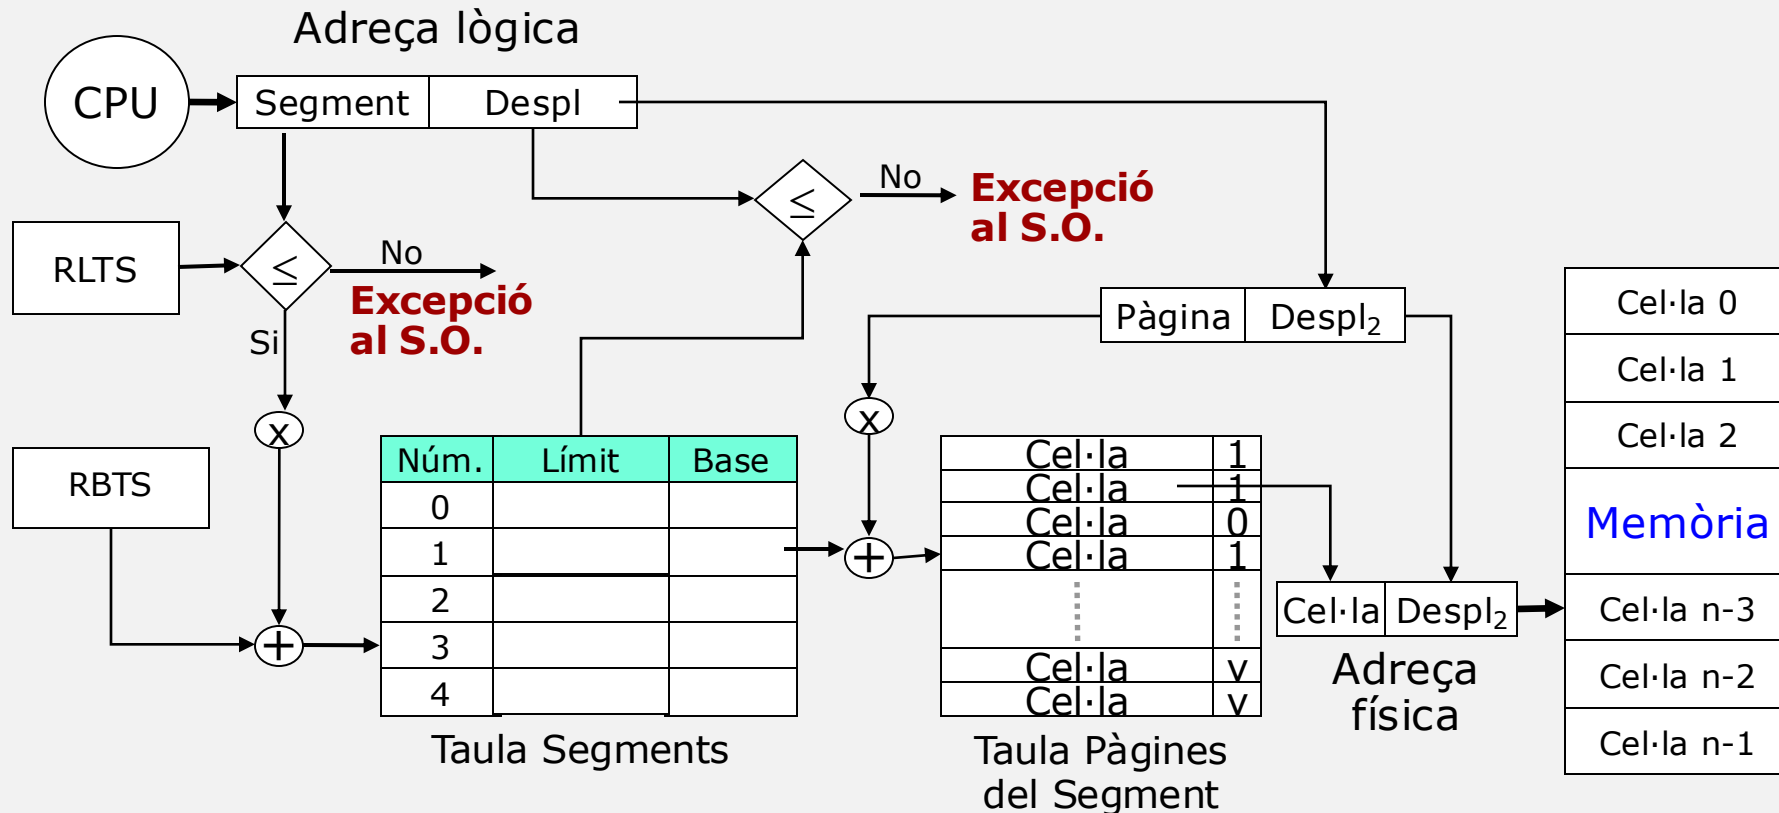 Adreça lògica
CPU
Segment Despl
RLTS
≤
No
Excepció
al S.O.
Si
≤
No
Excepció
al S.O.
Pàgina Despl₂
x
x
RBTS
+
+
Núm. Límit Base
0
1
2
3
4
Taula Segments
Cel·la 1
Cel·la 1
Cel·la 0
Cel·la 1
Cel·la v
Cel·la v
Taula Pàgines
del Segment
Cel·la Despl₂
Adreça
física
Cel·la 0
Cel·la 1
Cel·la 2
Memòria
Cel·la n-3
Cel·la n-2
Cel·la n-1